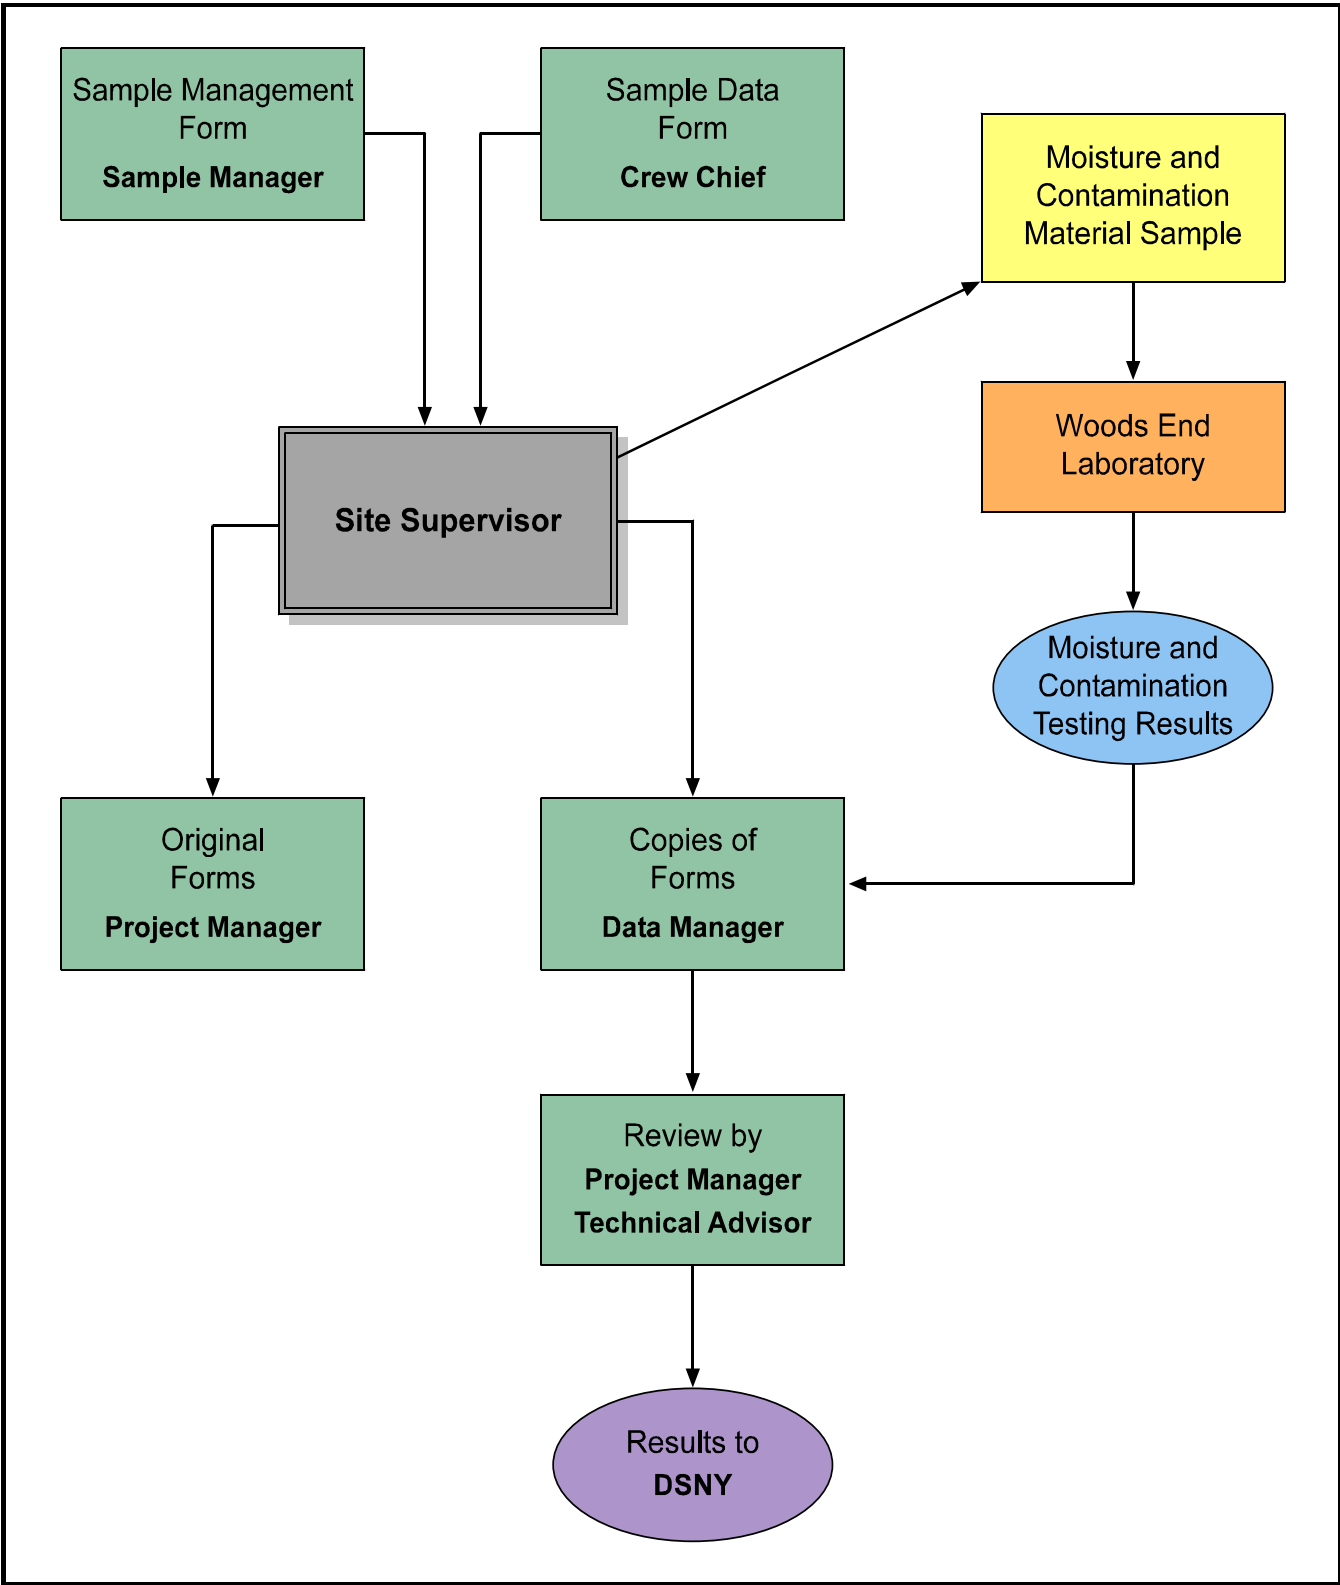 Sample Management
Form
Sample Manager
Sample Data
Form
Crew Chief
Moisture and
Contamination
Material Sample
Woods End
Laboratory
Site Supervisor
Moisture and
Contamination
Testing Results
Original
Forms
Project Manager
Copies of
Forms
Data Manager
Review by
Project Manager
Technical Advisor
Results to
DSNY